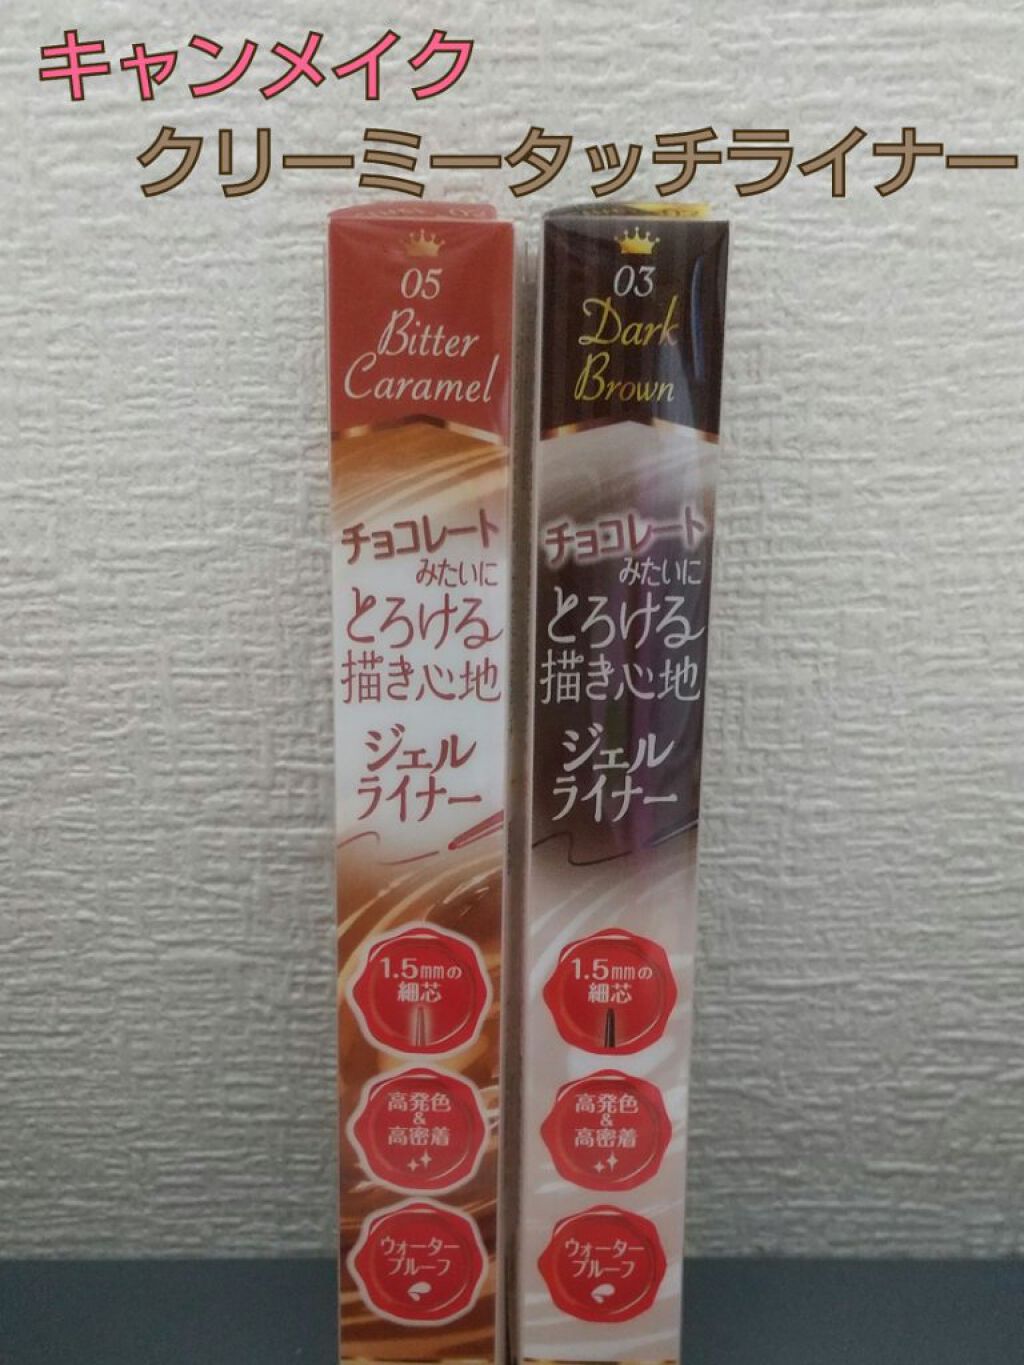 キャンメイク
クリーミータッチライナー
05
Bitter
Caramel
チョコレート
みたいに
とろける
描き心地
ジェル
ライナー
1.5mmの
細芯
高発色
&
高密着
ウォーター
プルーフ
03
Dark
Brown
チョコレート
みたいに
とろける
描き心地
ジェル
ライナー
1.5mmの
細芯
高発色
&
高密着
ウォーター
プルーフ